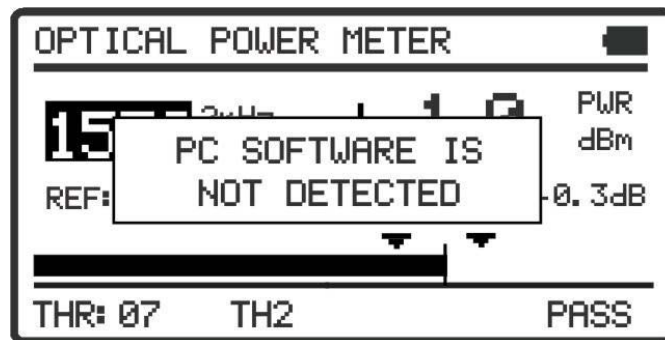 OPTICAL POWER METER
PWR
dBm
PC SOFTWARE IS
NOT DETECTED
REF: -0.3dB
THR: 07 TH2 PASS